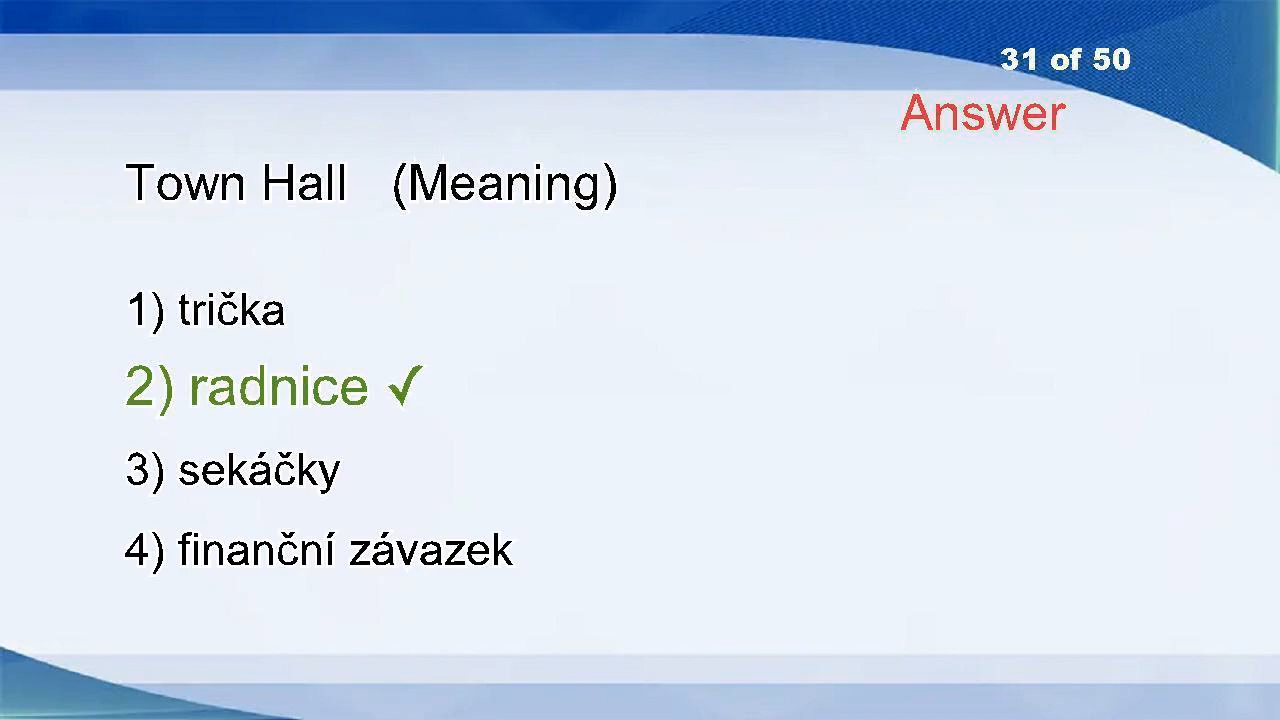 31 of 50
Answer
Town Hall (Meaning)
1) trička
2) radnice ✓
3) sekáčky
4) finanční závazek